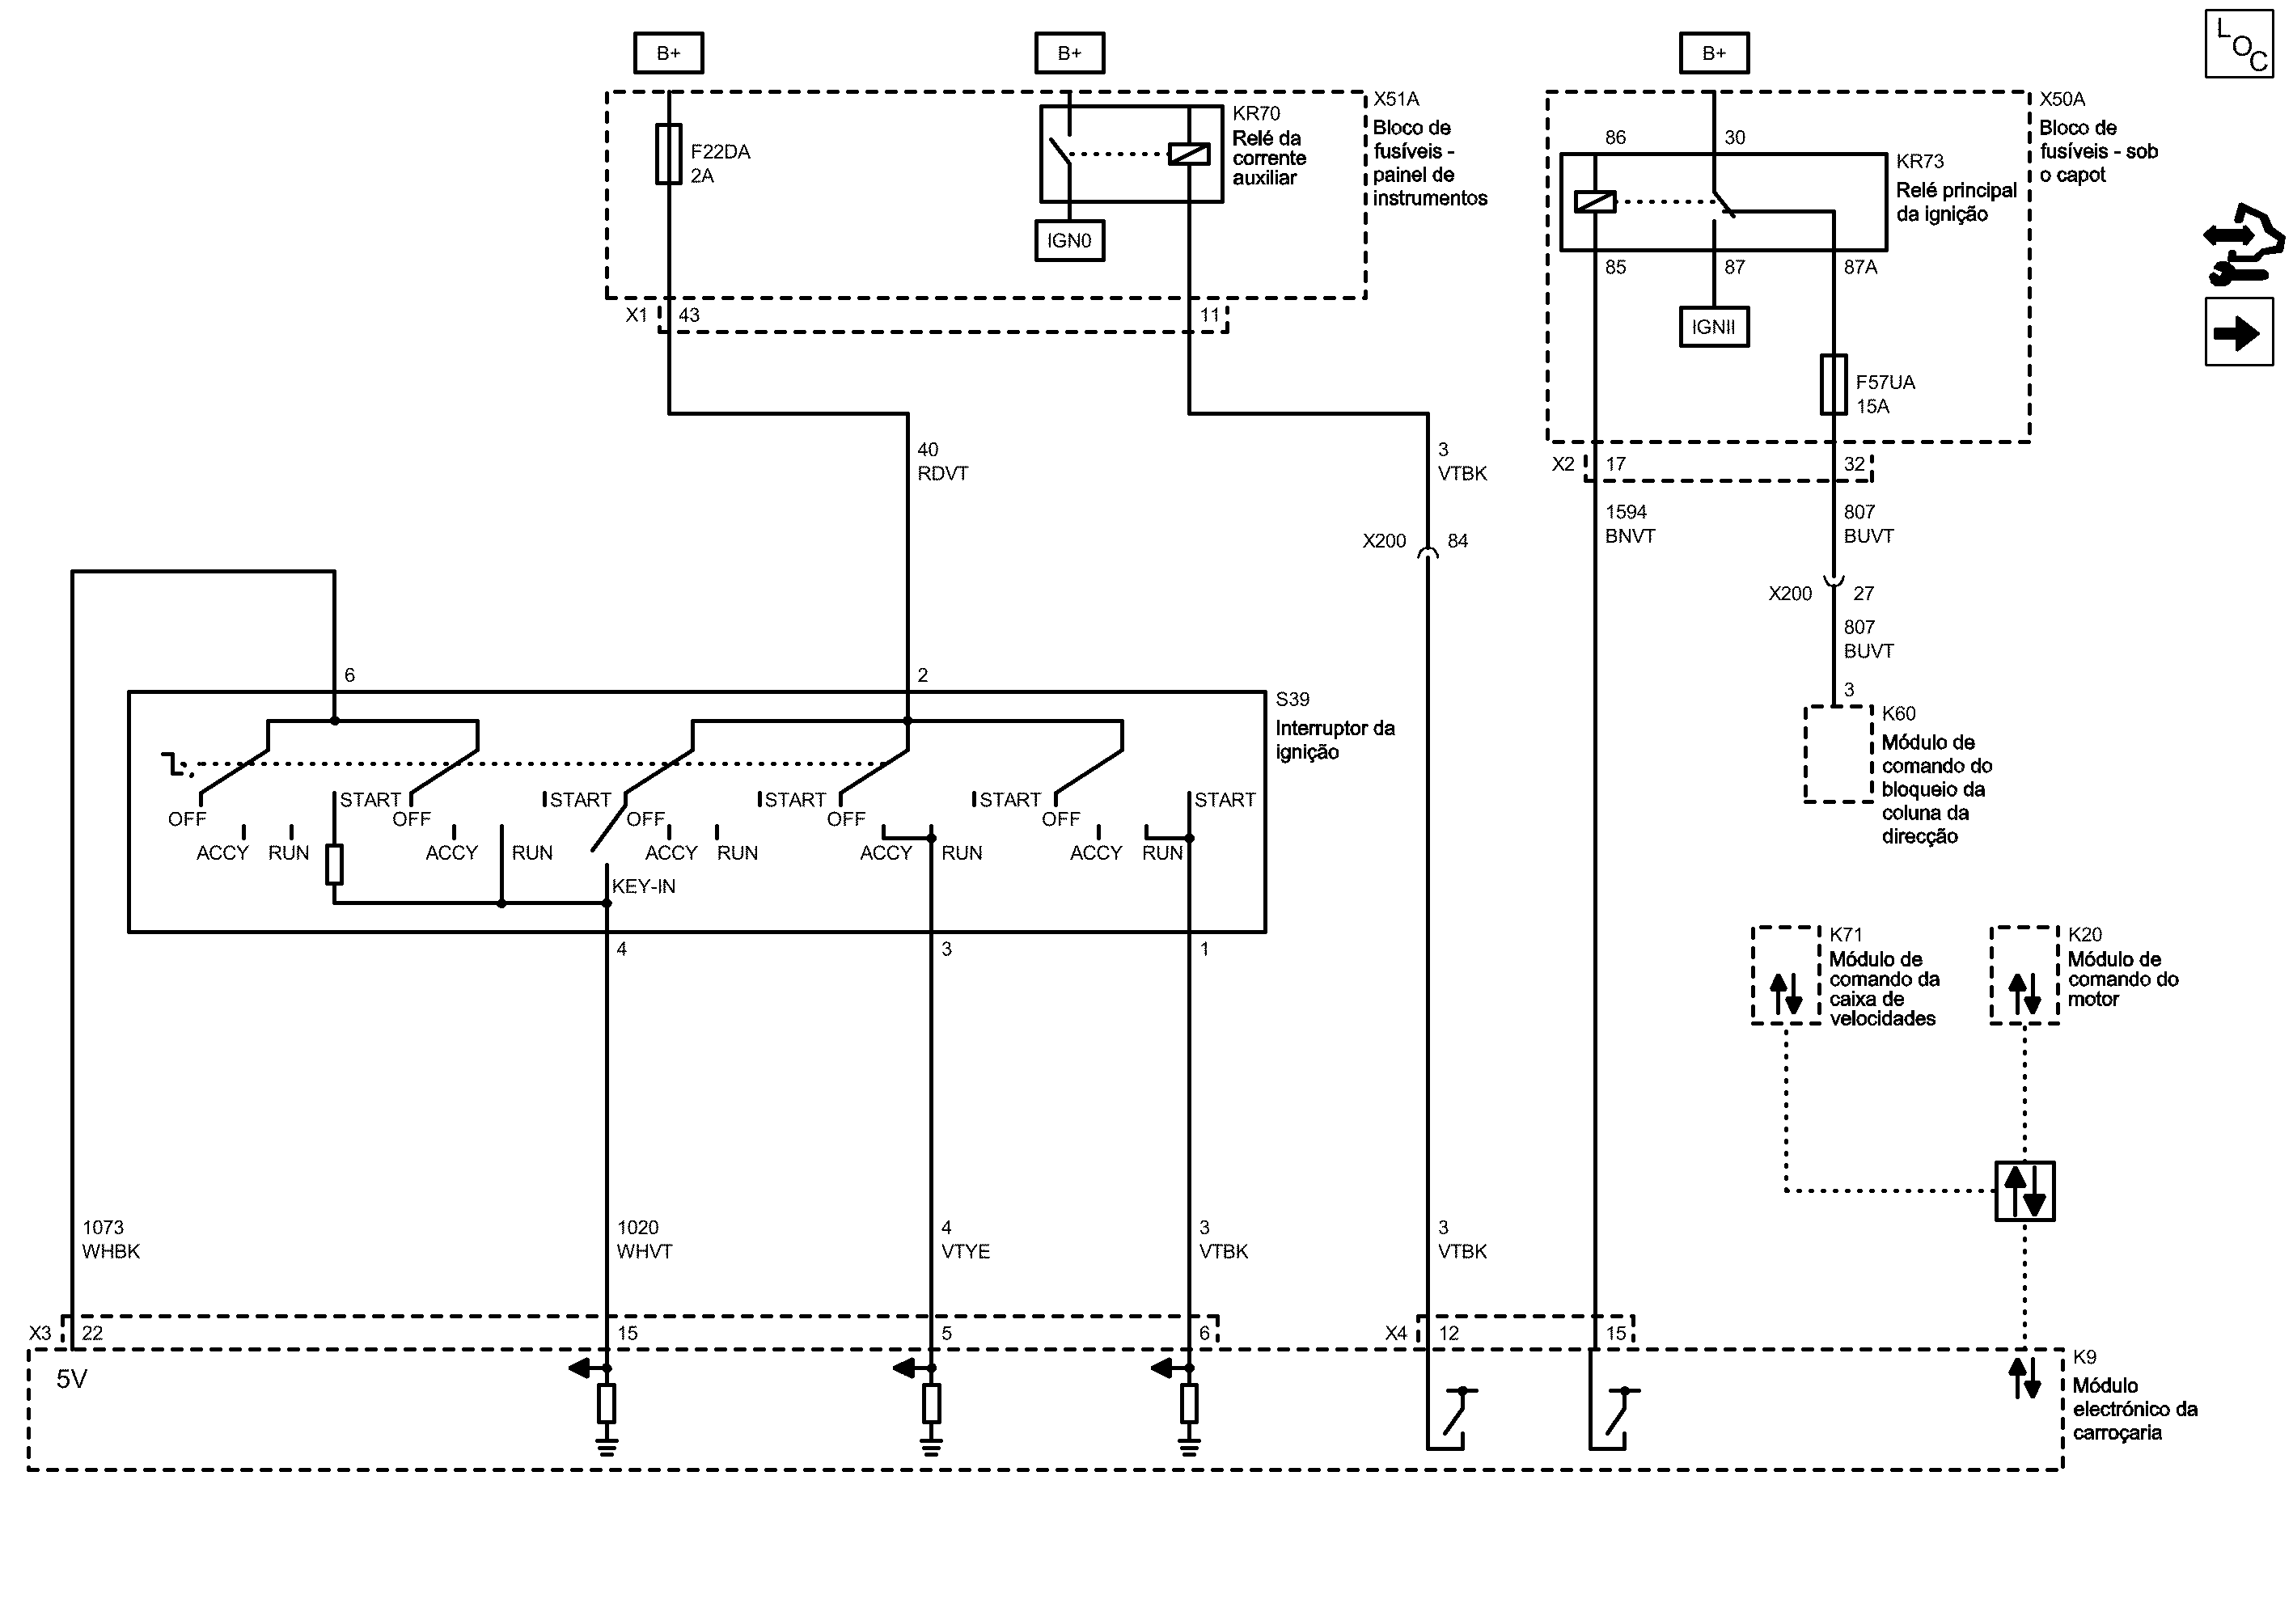 B+
B+
B+
LOC
F22DA
2A
KR70
Relé da
corrente
auxiliar
IGN0
X51A
Bloco de
fusíveis -
painel de
instrumentos
86
30
KR73
Relé principal
da ignição
85
87
87A
IGNII
F57UA
15A
X50A
Bloco de
fusíveis - sob
o capot
X1
43
11
X2
17
32
40
RDVT
3
VTBK
1594
BNVT
807
BUVT
X200
84
X200
27
807
BUVT
3
K60
Módulo de
comando do
bloqueio da
coluna da
direcção
6
2
S39
Interruptor da
ignição
OFF
START
OFF
START
OFF
START
OFF
START
OFF
START
ACCY
RUN
ACCY
RUN
ACCY
RUN
ACCY
RUN
ACCY
RUN
KEY-IN
4
3
1
K71
Módulo de
comando da
caixa de
velocidades
K20
Módulo de
comando do
motor
1073
WHBK
1020
WHVT
4
VTYE
3
VTBK
3
VTBK
X3
22
15
5
6
X4
12
15
5V
K9
Módulo
electrónico da
carroçaria